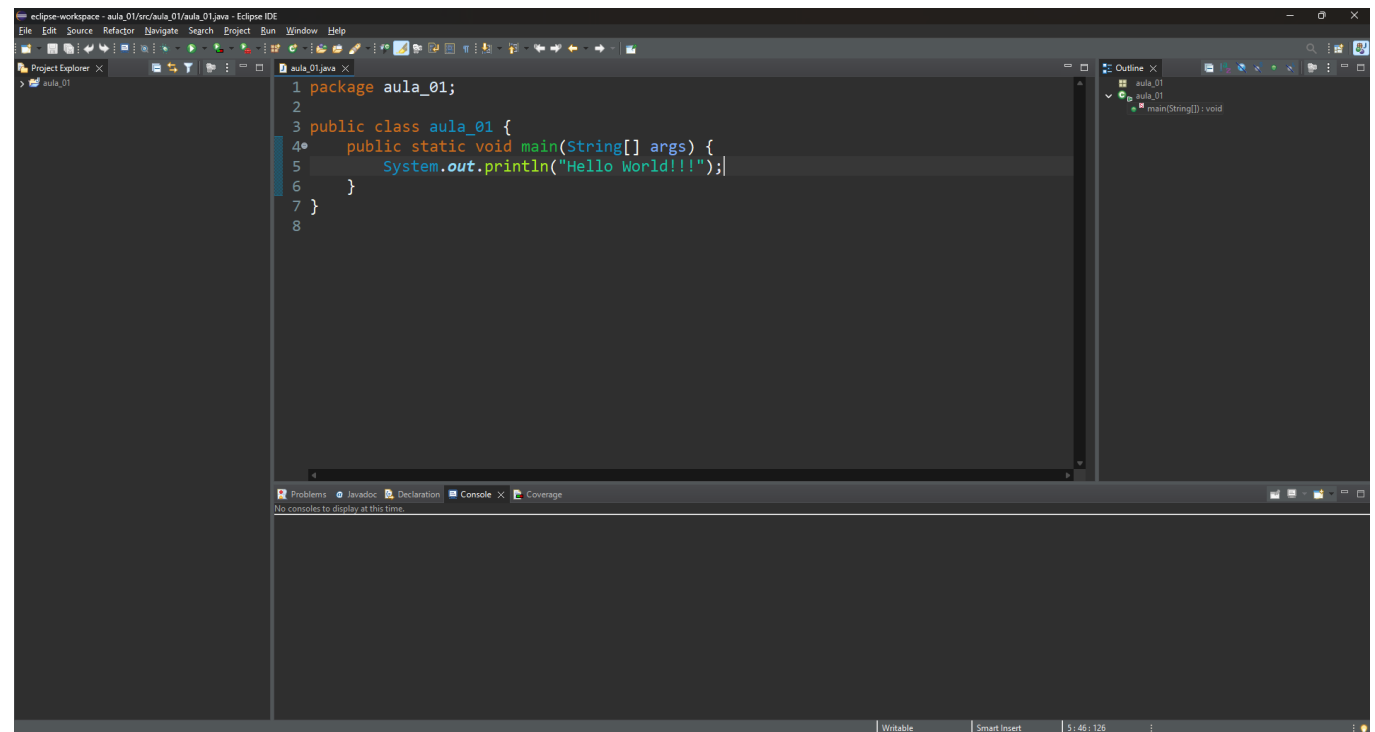 eclipse-workspace - aula_01/src/aula_01/aula_01.java - Eclipse IDE
File Edit Source Refactor Navigate Search Project Run Window Help
Project Explorer
aula_01
aula_01.java
1 package aula_01;
2
3 public class aula_01 {
4 public static void main(String[] args) {
5 System.out.println("Hello World!!!");
6 }
7 }
8
Outline
aula_01
aula_01
main(String[]) : void
Problems Javadoc Declaration Console Coverage
No consoles to display at this time.
Writable Smart Insert 5 : 46 : 126